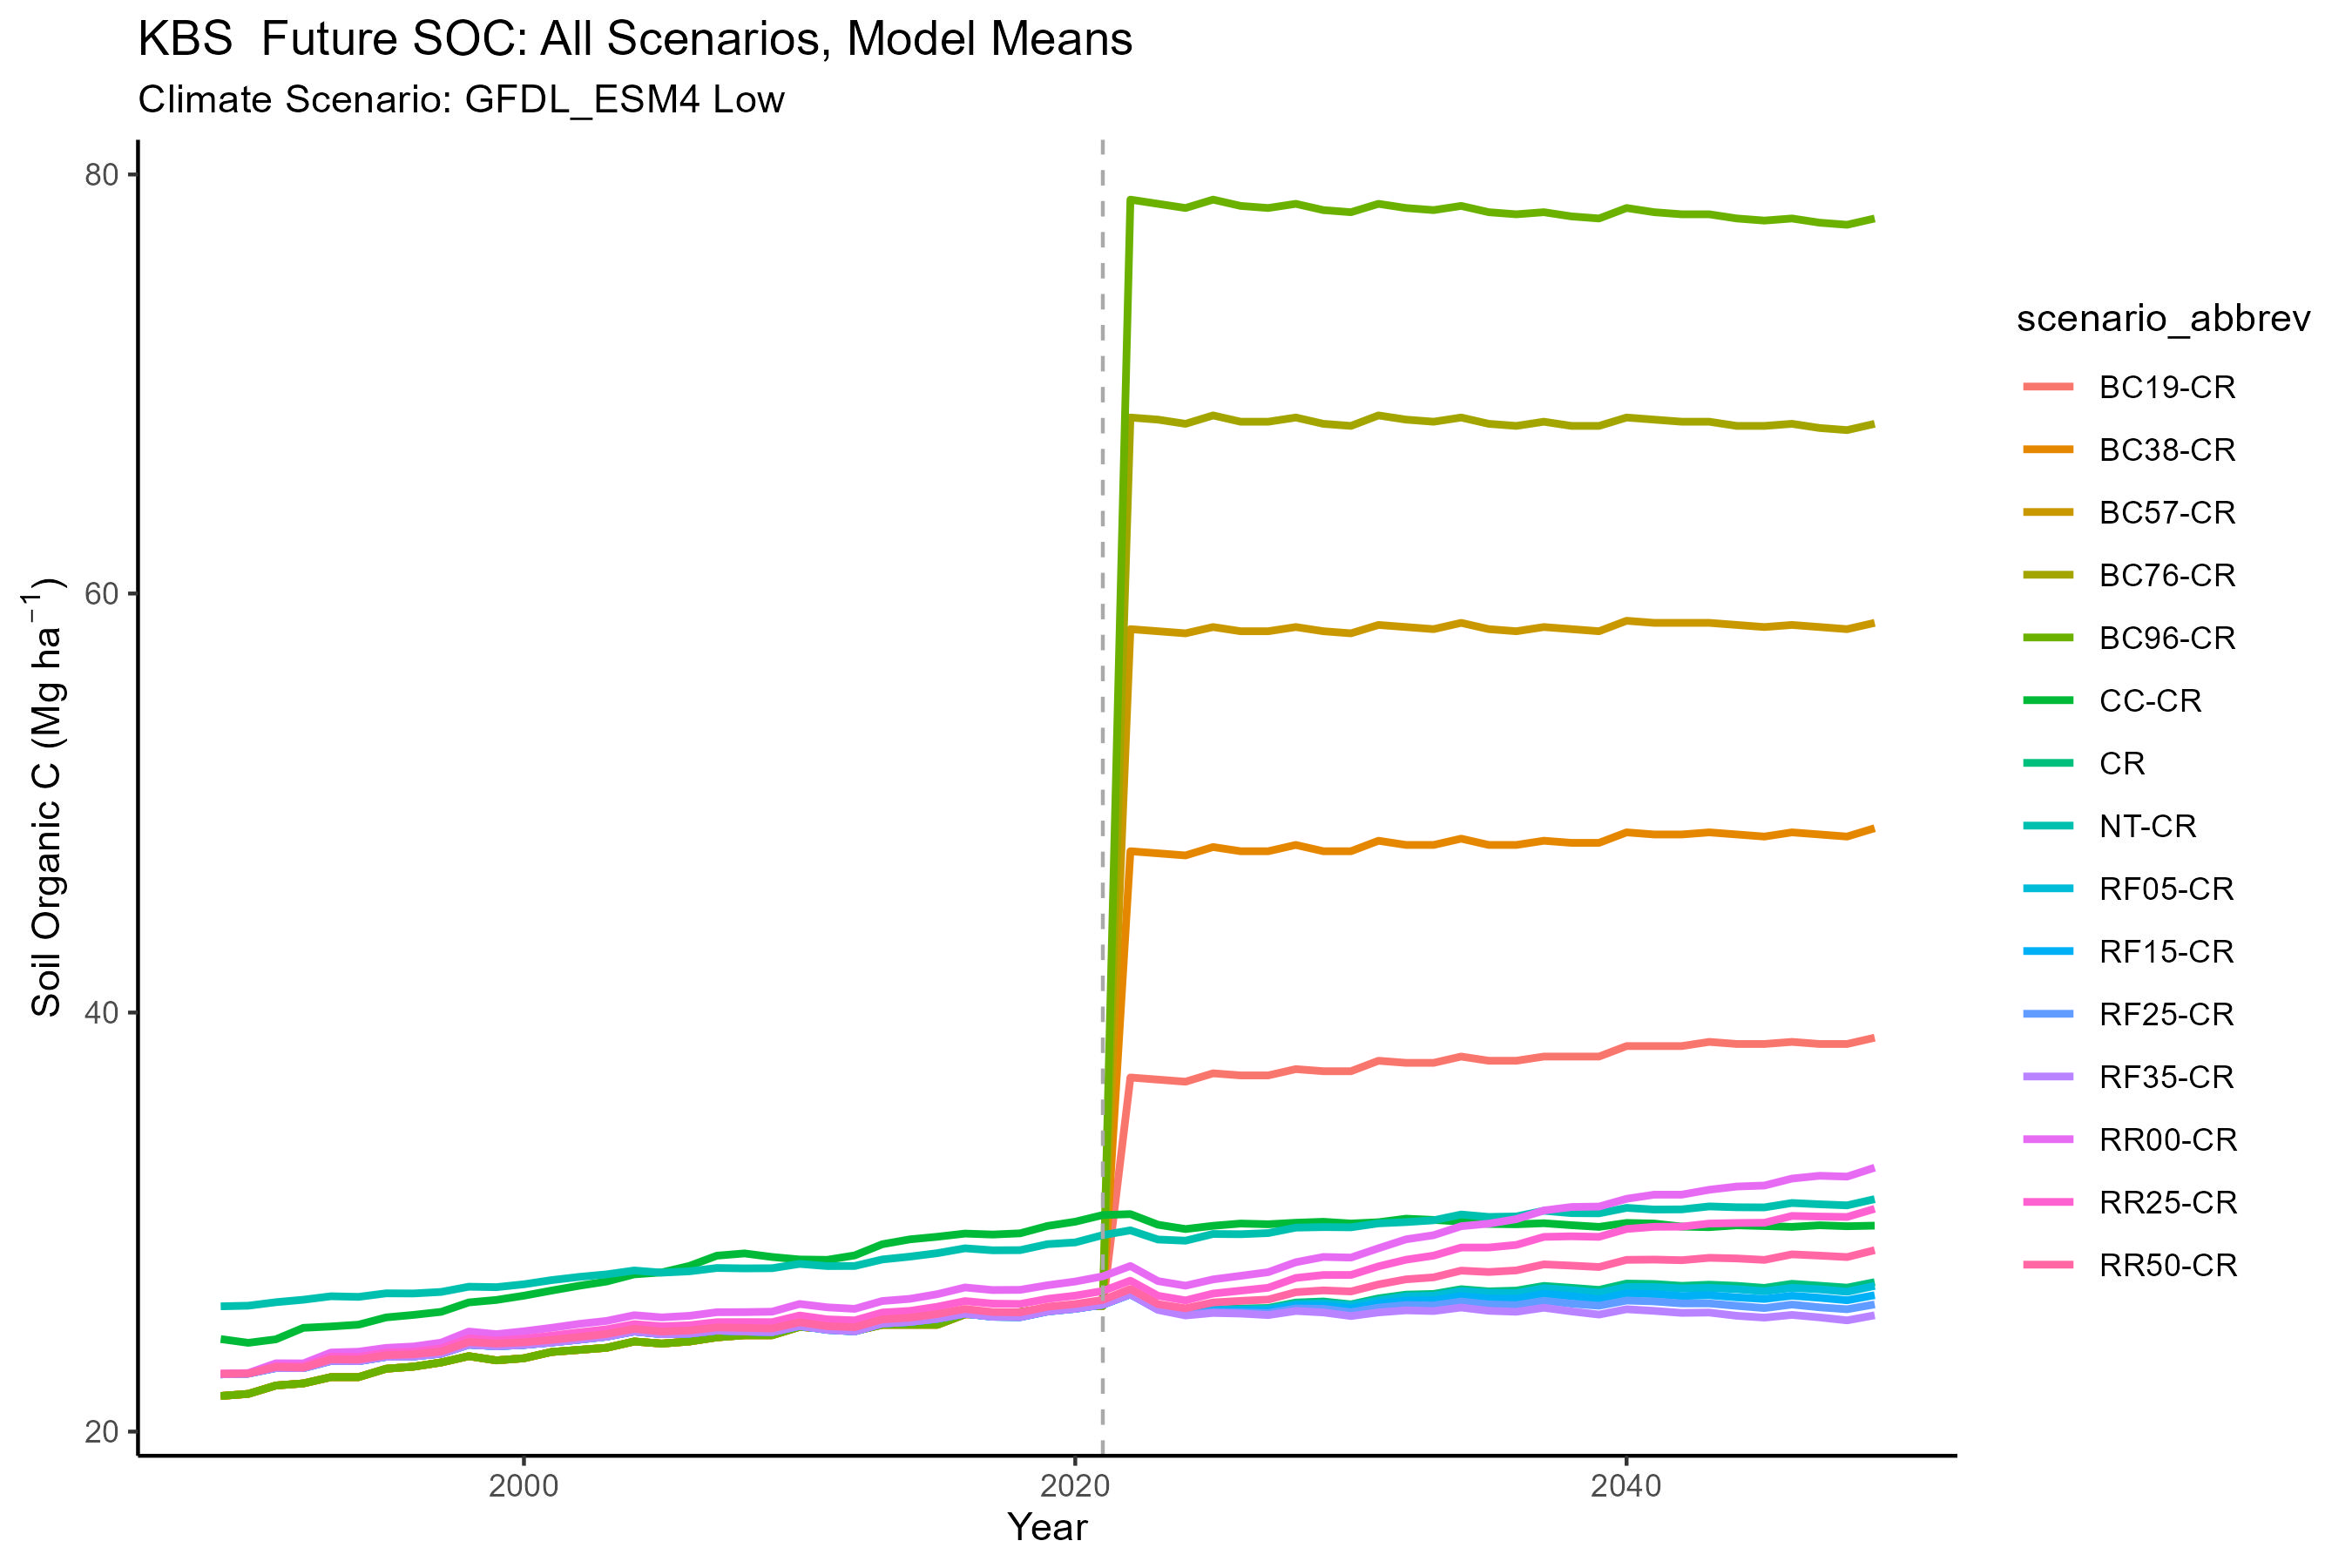 KBS  Future SOC: All Scenarios, Model Means
Climate Scenario: GFDL_ESM4 Low
80
60
40
20
Soil Organic C (Mg ha⁻¹)
2000
2020
2040
Year
scenario_abbrev
BC19-CR
BC38-CR
BC57-CR
BC76-CR
BC96-CR
CC-CR
CR
NT-CR
RF05-CR
RF15-CR
RF25-CR
RF35-CR
RR00-CR
RR25-CR
RR50-CR